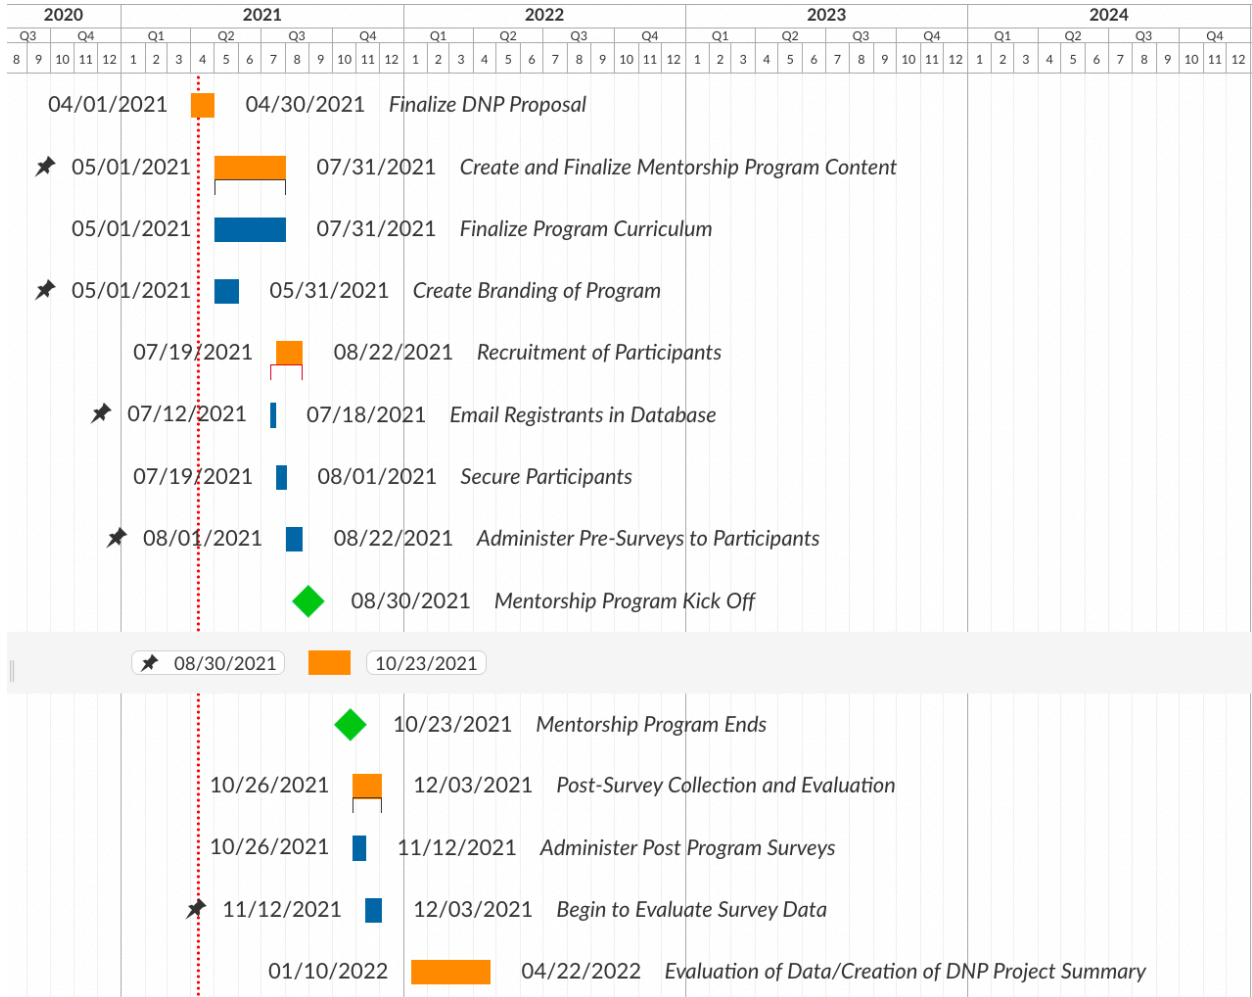 2020 2021 2022 2023 2024
Q3 Q4 Q1 Q2 Q3 Q4 Q1 Q2 Q3 Q4 Q1 Q2 Q3 Q4 Q1 Q2 Q3 Q4
8 9 10 11 12 1 2 3 4 5 6 7 8 9 10 11 12 1 2 3 4 5 6 7 8 9 10 11 12 1 2 3 4 5 6 7 8 9 10 11 12 1 2 3 4 5 6 7 8 9 10 11 12
04/01/2021 04/30/2021 Finalize DNP Proposal
05/01/2021 07/31/2021 Create and Finalize Mentorship Program Content
05/01/2021 07/31/2021 Finalize Program Curriculum
05/01/2021 05/31/2021 Create Branding of Program
07/19/2021 08/22/2021 Recruitment of Participants
07/12/2021 07/18/2021 Email Registrants in Database
07/19/2021 08/01/2021 Secure Participants
08/01/2021 08/22/2021 Administer Pre-Surveys to Participants
08/30/2021 Mentorship Program Kick Off
08/30/2021 10/23/2021
10/23/2021 Mentorship Program Ends
10/26/2021 12/03/2021 Post-Survey Collection and Evaluation
10/26/2021 11/12/2021 Administer Post Program Surveys
11/12/2021 12/03/2021 Begin to Evaluate Survey Data
01/10/2022 04/22/2022 Evaluation of Data/Creation of DNP Project Summary